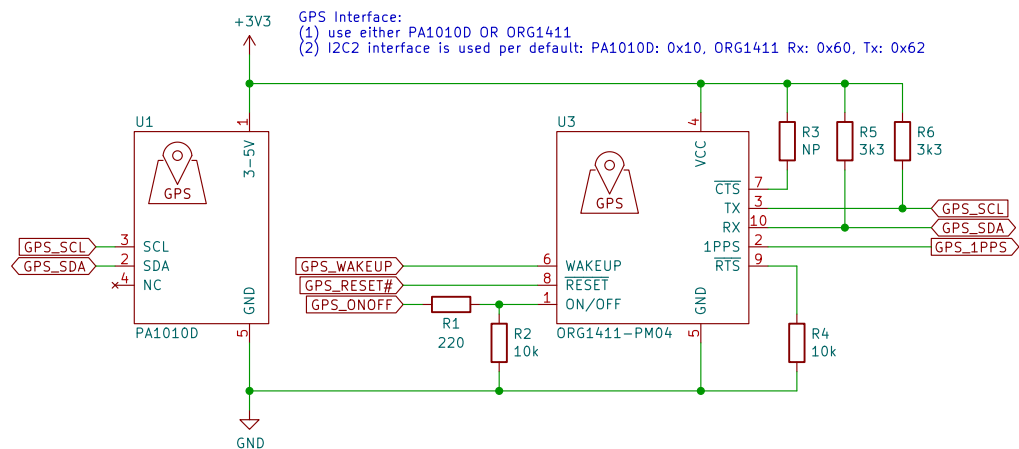 GPS Interface:
(1) use either PA1010D OR ORG1411
(2) I2C2 interface is used per default: PA1010D: 0x10, ORG1411 Rx: 0x60, Tx: 0x62
+3V3
U1
1
3-5V
GPS
GPS_SCL
3
SCL
GPS_SDA
2
SDA
4
NC
GND
5
PA1010D
GND
U3
4
VCC
GPS
GPS_WAKEUP
6
WAKEUP
GPS_RESET#
8
RESET
GPS_ONOFF
R1
220
1
ON/OFF
R2
10k
CTS
7
TX
3
RX
10
1PPS
2
RTS
9
GND
5
ORG1411-PM04
R3
NP
R5
3k3
R6
3k3
GPS_SCL
GPS_SDA
GPS_1PPS
R4
10k